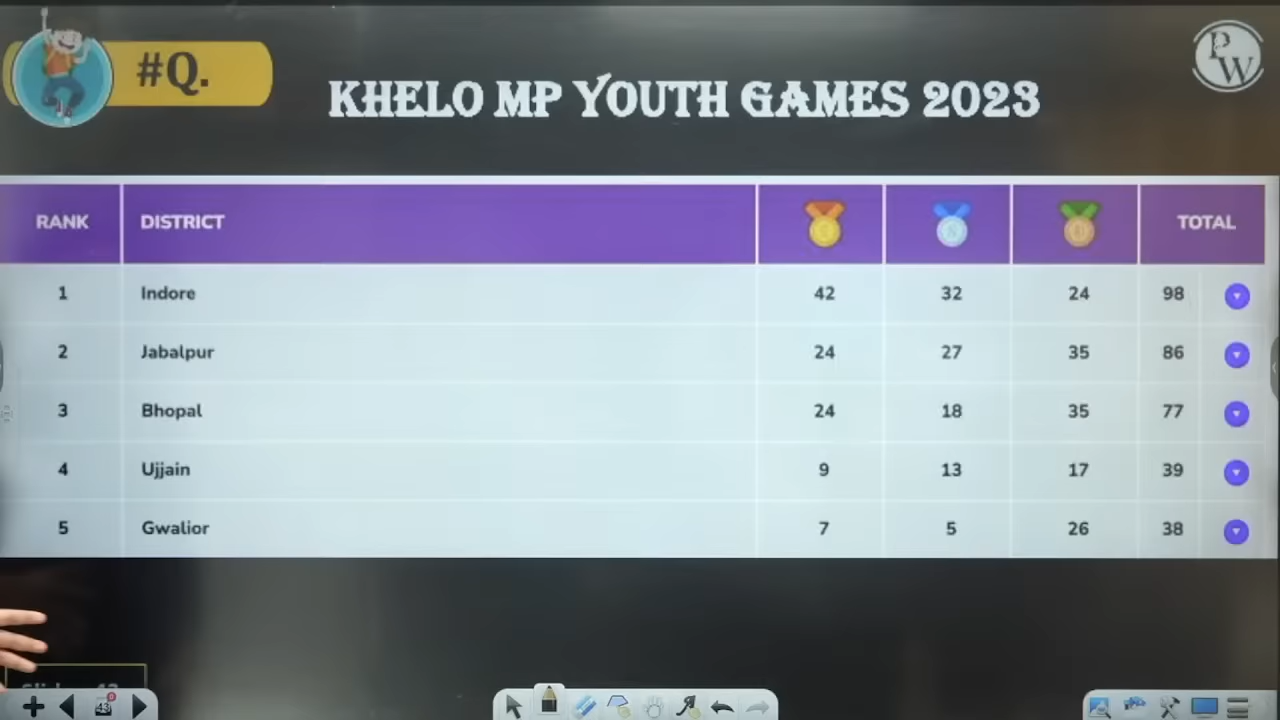 #Q.
PW
KHELO MP YOUTH GAMES 2023
RANK DISTRICT TOTAL
1 Indore 42 32 24 98
2 Jabalpur 24 27 35 86
3 Bhopal 24 18 35 77
4 Ujjain 9 13 17 39
5 Gwalior 7 5 26 38
43